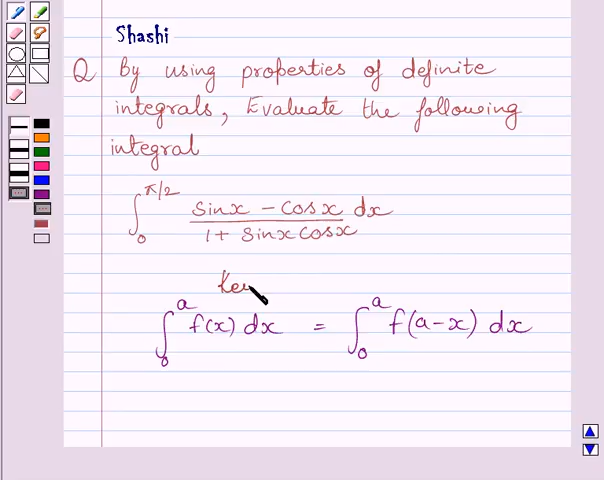 Shashi
Q By using properties of definite
integrals, Evaluate the following
integral
∫₀^π/2 (sinx - cosx)/(1 + sinx cosx) dx
Key
∫₀^a f(x) dx = ∫₀^a f(a-x) dx